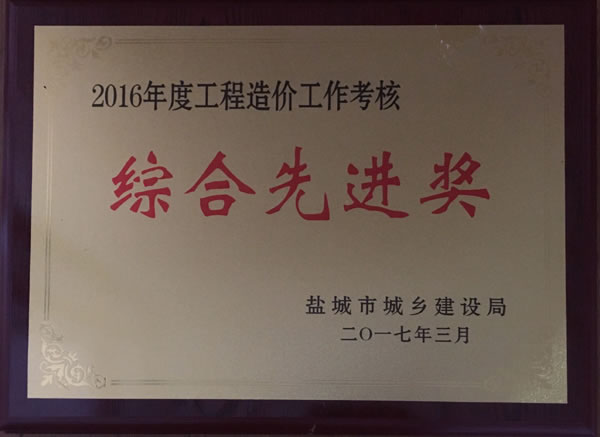 2016年度工程造价工作考核
综合先进奖
盐城市城乡建设局
二〇一七年三月